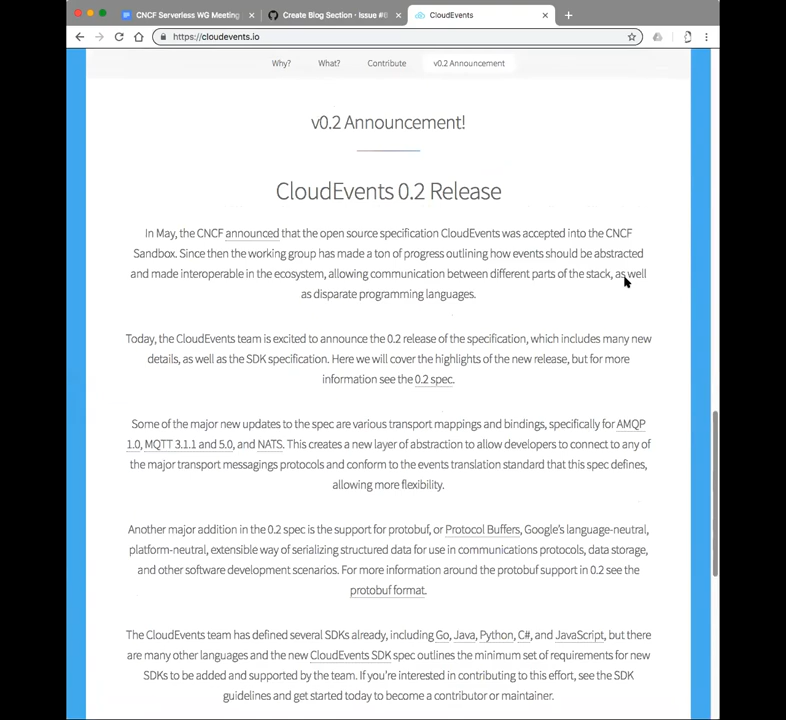 CNCF Serverless WG Meeting
Create Blog Section · Issue #
CloudEvents
https://cloudevents.io
Why?
What?
Contribute
v0.2 Announcement
v0.2 Announcement!
CloudEvents 0.2 Release
In May, the CNCF announced that the open source specification CloudEvents was accepted into the CNCF
Sandbox. Since then the working group has made a ton of progress outlining how events should be abstracted
and made interoperable in the ecosystem, allowing communication between different parts of the stack, as well
as disparate programming languages.
Today, the CloudEvents team is excited to announce the 0.2 release of the specification, which includes many new
details, as well as the SDK specification. Here we will cover the highlights of the new release, but for more
information see the 0.2 spec.
Some of the major new updates to the spec are various transport mappings and bindings, specifically for AMQP
1.0, MQTT 3.1.1 and 5.0, and NATS. This creates a new layer of abstraction to allow developers to connect to any of
the major transport messagings protocols and conform to the events translation standard that this spec defines,
allowing more flexibility.
Another major addition in the 0.2 spec is the support for protobuf, or Protocol Buffers, Google's language-neutral,
platform-neutral, extensible way of serializing structured data for use in communications protocols, data storage,
and other software development scenarios. For more information around the protobuf support in 0.2 see the
protobuf format.
The CloudEvents team has defined several SDKs already, including Go, Java, Python, C#, and JavaScript, but there
are many other languages and the new CloudEvents SDK spec outlines the minimum set of requirements for new
SDKs to be added and supported by the team. If you're interested in contributing to this effort, see the SDK
guidelines and get started today to become a contributor or maintainer.